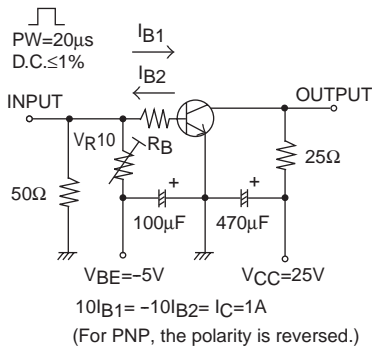 PW=20μs
D.C.≤1%
IB1
IB2
INPUT
OUTPUT
VR10
RB
50Ω
25Ω
+
+
100μF
470μF
VBE=–5V
VCC=25V
10IB1= –10IB2= IC=1A
(For PNP, the polarity is reversed.)